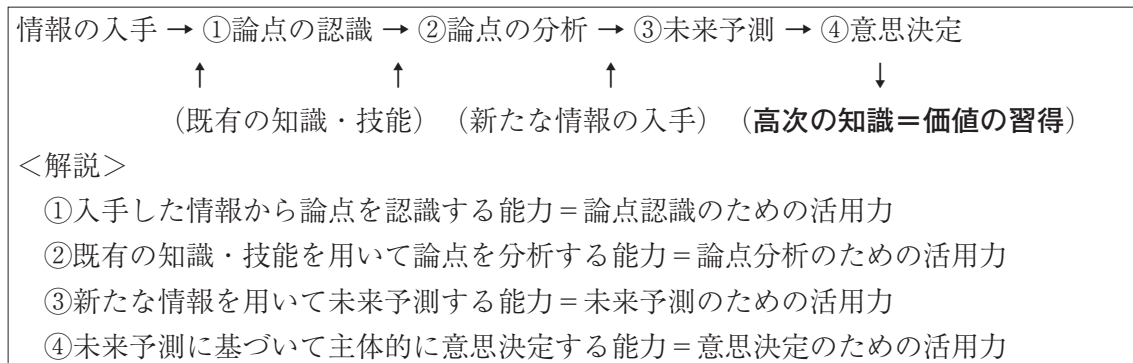 情報の入手 → ①論点の認識 → ②論点の分析 → ③未来予測 → ④意思決定
↑ ↑ ↑ ↓
（既有の知識・技能）（新たな情報の入手）（高次の知識＝価値の習得）
＜解説＞
①入手した情報から論点を認識する能力＝論点認識のための活用力
②既有の知識・技能を用いて論点を分析する能力＝論点分析のための活用力
③新たな情報を用いて未来予測する能力＝未来予測のための活用力
④未来予測に基づいて主体的に意思決定する能力＝意思決定のための活用力